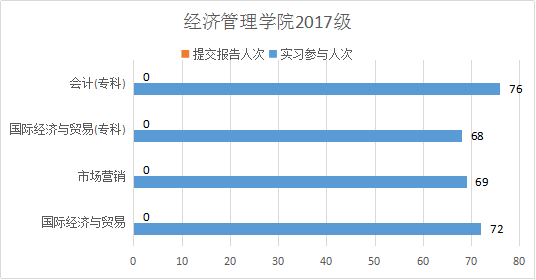 经济管理学院2017级
提交报告人次 实习参与人次
会计(专科) 0 76
国际经济与贸易(专科) 0 68
市场营销 0 69
国际经济与贸易 0 72
0 10 20 30 40 50 60 70 80